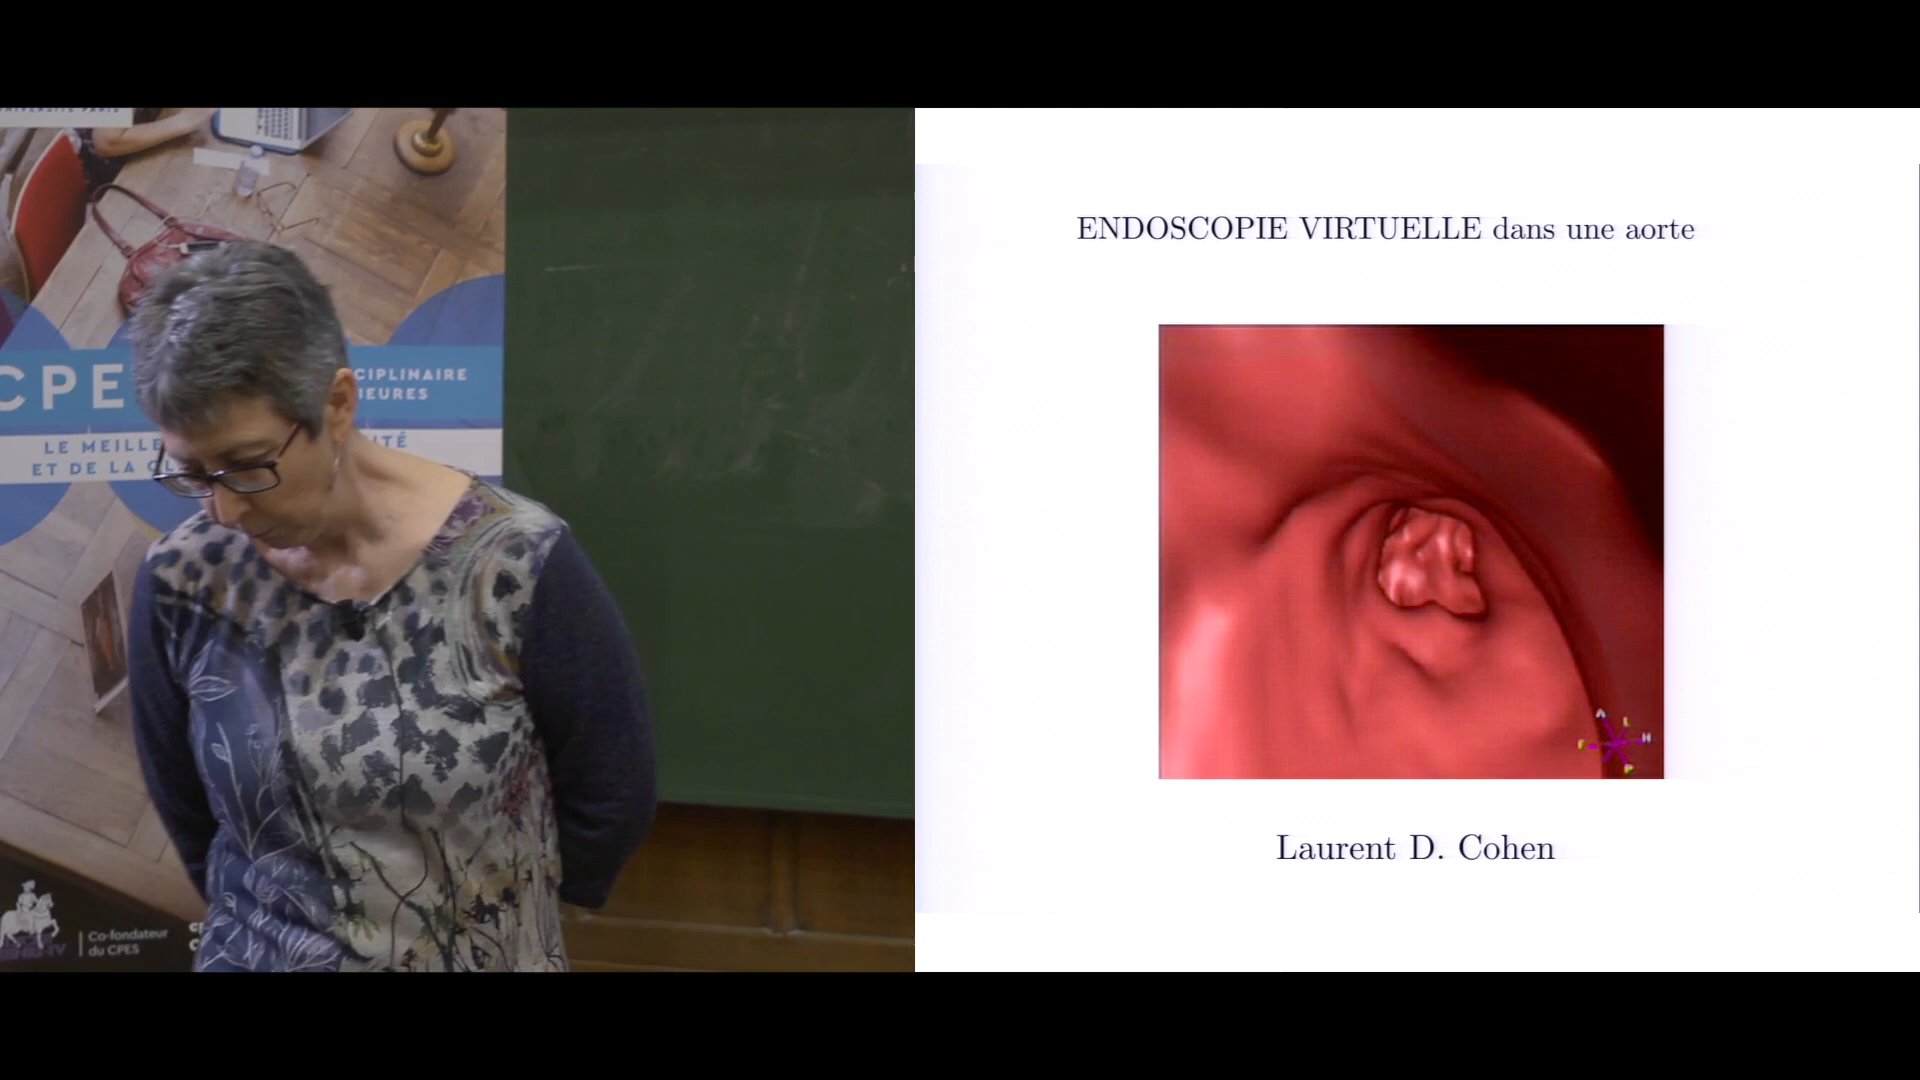 CPE
CIPLINAIRE
IEURES
LE MEILLE
ITÉ
ET DE LA
Co-fondateur
du CPES
ENDOSCOPIE VIRTUELLE dans une aorte
A
L
H
P
Laurent D. Cohen